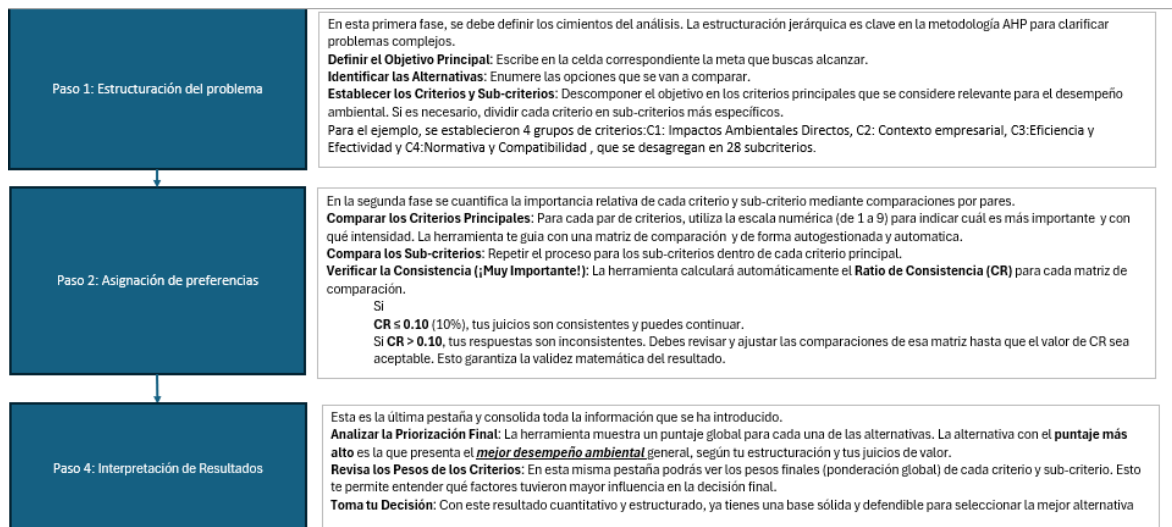 Paso 1: Estructuración del problema
En esta primera fase, se debe definir los cimientos del análisis. La estructuración jerárquica es clave en la metodología AHP para clarificar
problemas complejos.
Definir el Objetivo Principal: Escribe en la celda correspondiente la meta que buscas alcanzar.
Identificar las Alternativas: Enumere las opciones que se van a comparar.
Establecer los Criterios y Sub-criterios: Descomponer el objetivo en los criterios principales que se considere relevante para el desempeño
ambiental. Si es necesario, dividir cada criterio en sub-criterios más específicos.
Para el ejemplo, se establecieron 4 grupos de criterios:C1: Impactos Ambientales Directos, C2: Contexto empresarial, C3:Eficiencia y
Efectividad y C4:Normativa y Compatibilidad , que se desagregan en 28 subcriterios.
Paso 2: Asignación de preferencias
En la segunda fase se cuantifica la importancia relativa de cada criterio y sub-criterio mediante comparaciones por pares.
Comparar los Criterios Principales: Para cada par de criterios, utiliza la escala numérica (de 1 a 9) para indicar cuál es más importante y con
qué intensidad. La herramienta te guia con una matriz de comparación y de forma autogestionada y automatica.
Compara los Sub-criterios: Repetir el proceso para los sub-criterios dentro de cada criterio principal.
Verificar la Consistencia (¡Muy Importante!): La herramienta calculará automáticamente el Ratio de Consistencia (CR) para cada matriz de
comparación.
Si
CR ≤ 0.10 (10%), tus juicios son consistentes y puedes continuar.
Si CR > 0.10, tus respuestas son inconsistentes. Debes revisar y ajustar las comparaciones de esa matriz hasta que el valor de CR sea
aceptable. Esto garantiza la validez matemática del resultado.
Paso 4: Interpretación de Resultados
Esta es la última pestaña y consolida toda la información que se ha introducido.
Analizar la Priorización Final: La herramienta muestra un puntaje global para cada una de las alternativas. La alternativa con el puntaje más
alto es la que presenta el mejor desempeño ambiental general, según tu estructuración y tus juicios de valor.
Revisa los Pesos de los Criterios: En esta misma pestaña podrás ver los pesos finales (ponderación global) de cada criterio y sub-criterio. Esto
te permite entender qué factores tuvieron mayor influencia en la decisión final.
Toma tu Decisión: Con este resultado cuantitativo y estructurado, ya tienes una base sólida y defendible para seleccionar la mejor alternativa